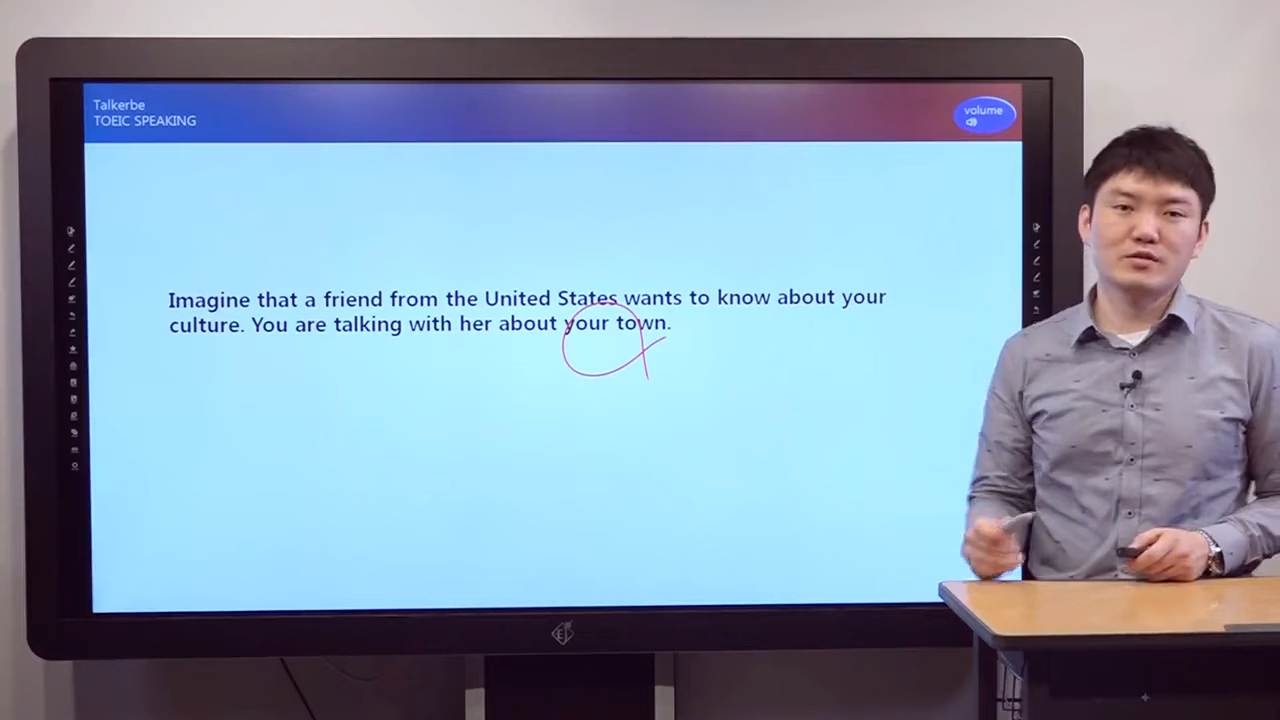 Talkerbe
TOEIC SPEAKING
volume
Imagine that a friend from the United States wants to know about your
culture. You are talking with her about your town.